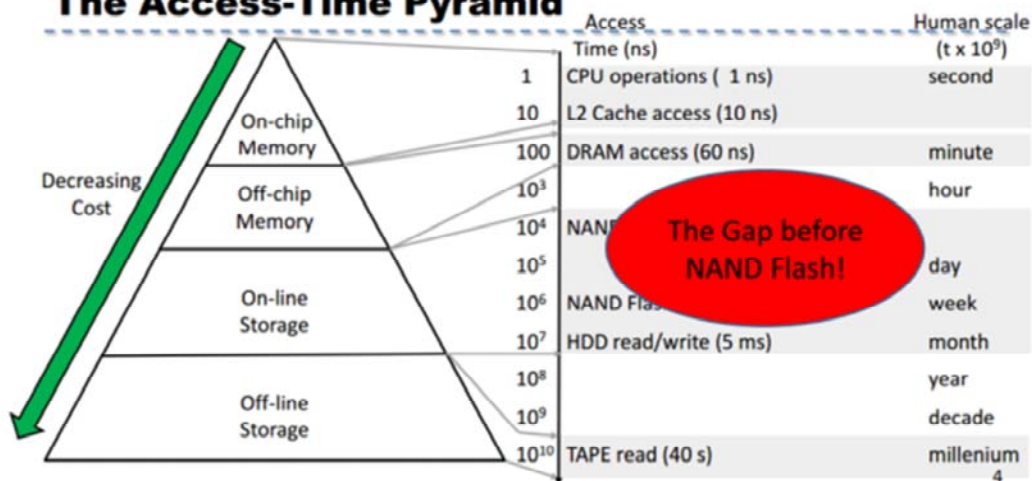 The Access-Time Pyramid
Access Human scale
Time (ns) (t x 10⁹)
1 CPU operations ( 1 ns) second
10 L2 Cache access (10 ns)
100 DRAM access (60 ns) minute
10³ hour
10⁴ NAND
10⁵ day
10⁶ NAND Flas week
10⁷ HDD read/write (5 ms) month
10⁸ year
10⁹ decade
10¹⁰ TAPE read (40 s) millenium
The Gap before
NAND Flash!
Decreasing
Cost
On-chip
Memory
Off-chip
Memory
On-line
Storage
Off-line
Storage
4